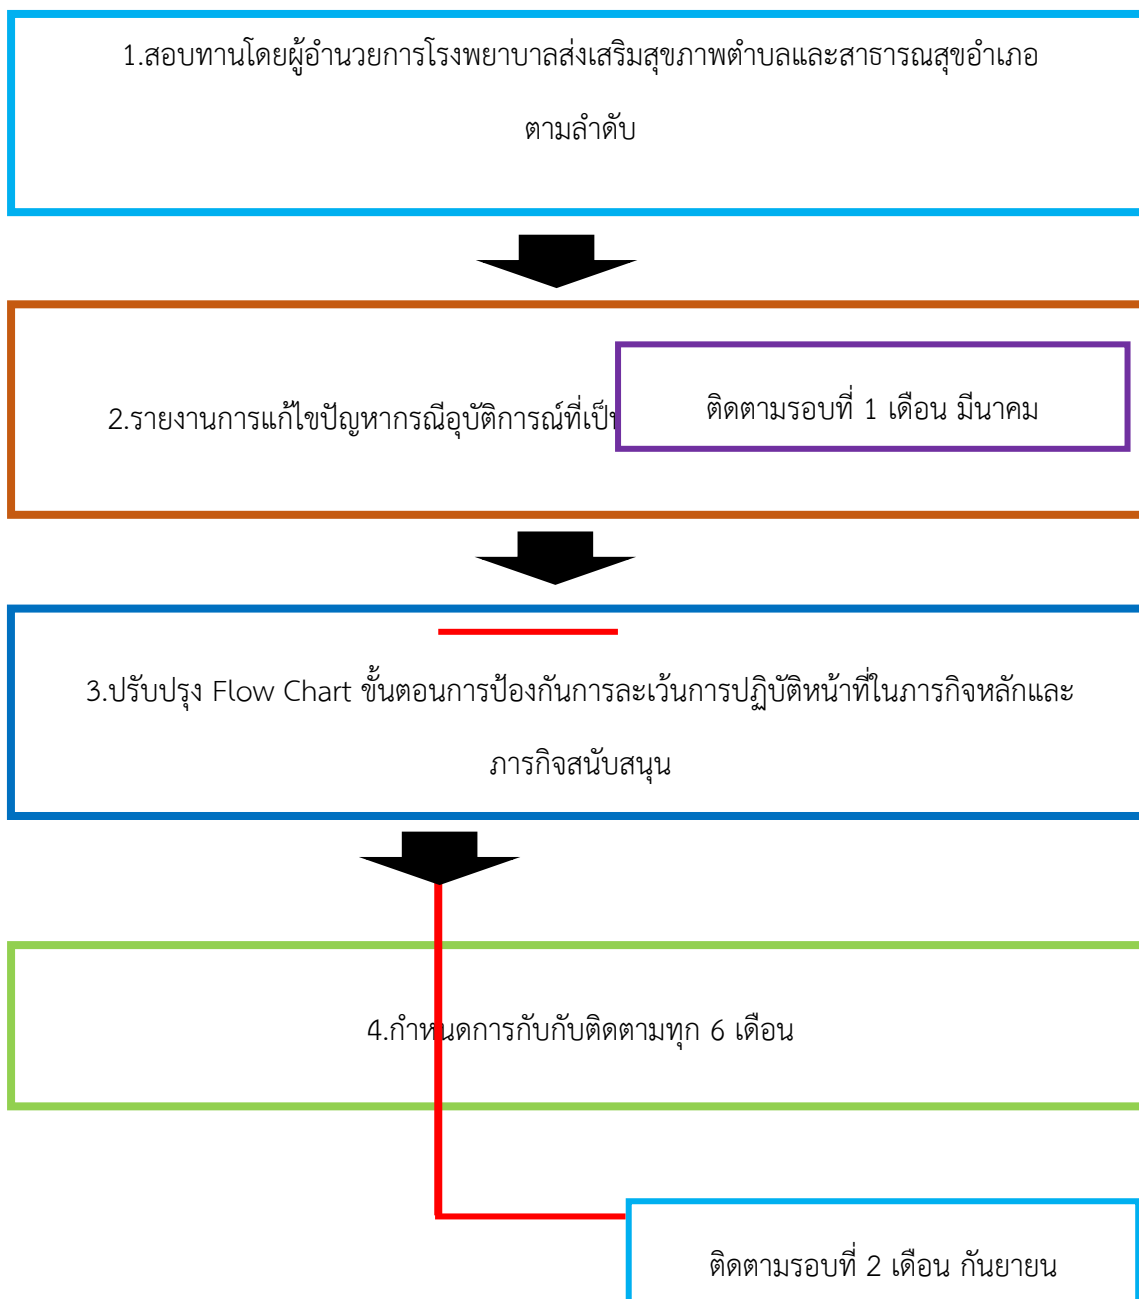 1.สอบทานโดยผู้อำนวยการโรงพยาบาลส่งเสริมสุขภาพตำบลและสาธารณสุขอำเภอ
ตามลำดับ
2.รายงานการแก้ไขปัญหากรณีอุบัติการณ์ที่เป็
ติดตามรอบที่ 1 เดือน มีนาคม
3.ปรับปรุง Flow Chart ขั้นตอนการป้องกันการละเว้นการปฏิบัติหน้าที่ในภารกิจหลักและ
ภารกิจสนับสนุน
4.กำหนดการกับกับติดตามทุก 6 เดือน
ติดตามรอบที่ 2 เดือน กันยายน